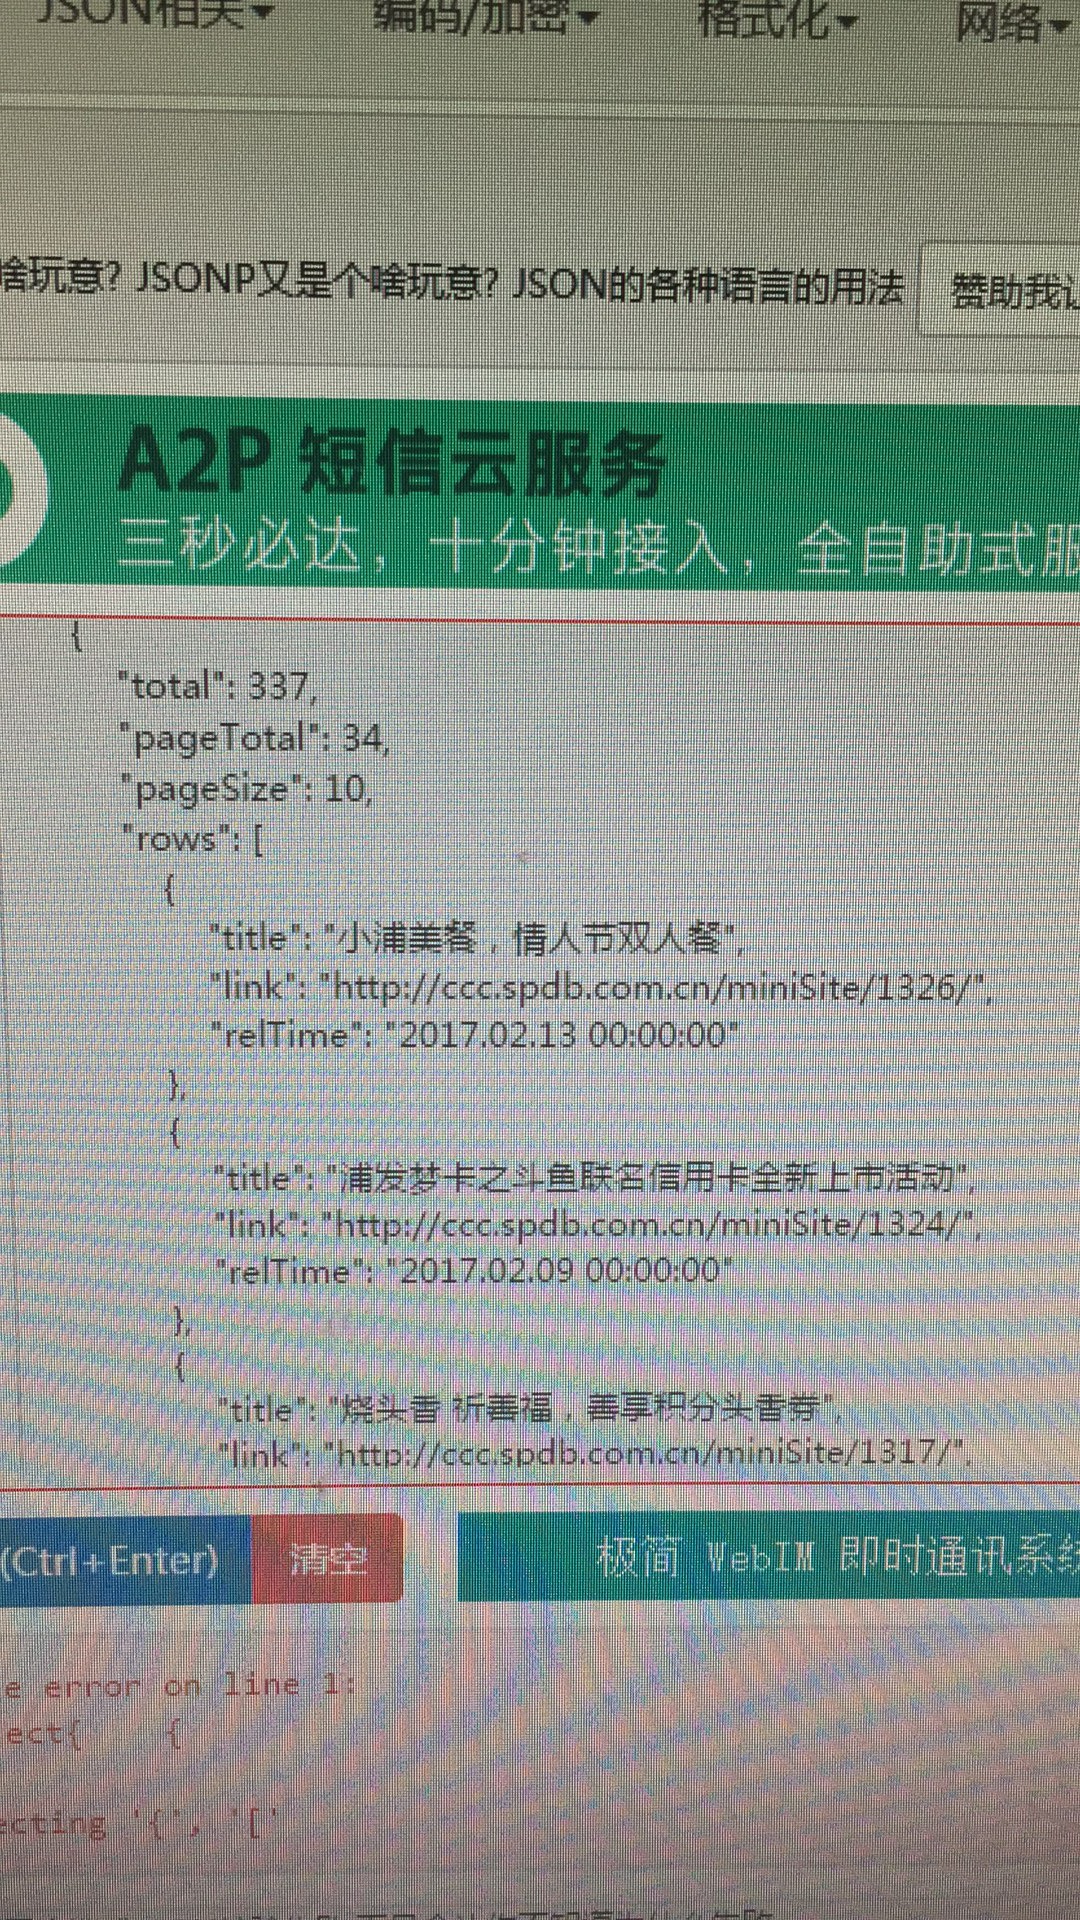 JSON相关 编码/加密 格式化 网络
啥玩意? JSONP又是个啥玩意? JSON的各种语言的用法 赞助我
A2P 短信云服务
三秒必达，十分钟接入，全自助式服
{
"total": 337,
"pageTotal": 34,
"pageSize": 10,
"rows": [
{
"title": "小浦美餐，情人节双人餐",
"link": "http://ccc.spdb.com.cn/miniSite/1326/",
"relTime": "2017.02.13 00:00:00"
},
{
"title": "浦发梦卡之斗鱼联名信用卡全新上市活动",
"link": "http://ccc.spdb.com.cn/miniSite/1324/",
"relTime": "2017.02.09 00:00:00"
},
{
"title": "烧头香 祈善福，善享积分头香券",
"link": "http://ccc.spdb.com.cn/miniSite/1317/",
(Ctrl+Enter) 清空 极简 WebIM 即时通讯系统
e error on line 1:
ect{ {
ecting '{', '['